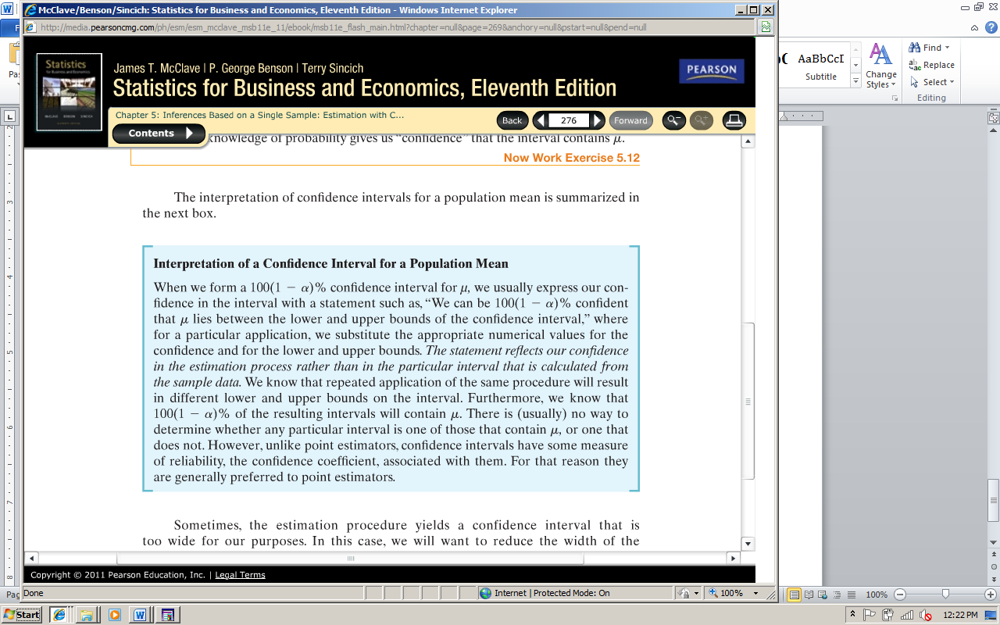 McClave/Benson/Sincich: Statistics for Business and Economics, Eleventh Edition - Windows Internet Explorer
http://media.pearsoncmg.com/ph/esm/esm_mcclave_msb11e_11/ebook/msb11e_flash_main.html?chapter=null&page=269&anchory=null&pstart=null&pend=null
Statistics
James T. McClave | P. George Benson | Terry Sincich
Statistics for Business and Economics, Eleventh Edition
PEARSON
Chapter 5: Inferences Based on a Single Sample: Estimation with C...
Contents
Back
276
Forward
knowledge of probability gives us “confidence” that the interval contains μ.
Now Work Exercise 5.12
The interpretation of confidence intervals for a population mean is summarized in
the next box.
Interpretation of a Confidence Interval for a Population Mean
When we form a 100(1 − α)% confidence interval for μ, we usually express our con-
fidence in the interval with a statement such as, “We can be 100(1 − α)% confident
that μ lies between the lower and upper bounds of the confidence interval,” where
for a particular application, we substitute the appropriate numerical values for the
confidence and for the lower and upper bounds. The statement reflects our confidence
in the estimation process rather than in the particular interval that is calculated from
the sample data. We know that repeated application of the same procedure will result
in different lower and upper bounds on the interval. Furthermore, we know that
100(1 − α)% of the resulting intervals will contain μ. There is (usually) no way to
determine whether any particular interval is one of those that contain μ, or one that
does not. However, unlike point estimators, confidence intervals have some measure
of reliability, the confidence coefficient, associated with them. For that reason they
are generally preferred to point estimators.
Sometimes, the estimation procedure yields a confidence interval that is
too wide for our purposes. In this case, we will want to reduce the width of the
Copyright © 2011 Pearson Education, Inc. | Legal Terms
Done
Internet | Protected Mode: On
100%
AaBbCcI
Subtitle
Change
Styles
Find
Replace
Select
Editing
3
4
5
6
7
8
Pag
100%
Start
12:22 PM